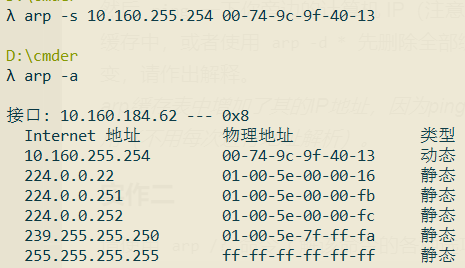 λ arp -s 10.160.255.254 00-74-9c-9f-40-13
D:\cmder
λ arp -a
接口: 10.160.184.62 --- 0x8
Internet 地址 物理地址 类型
10.160.255.254 00-74-9c-9f-40-13 动态
224.0.0.22 01-00-5e-00-00-16 静态
224.0.0.251 01-00-5e-00-00-fb 静态
224.0.0.252 01-00-5e-00-00-fc 静态
239.255.255.250 01-00-5e-7f-ff-fa 静态
255.255.255.255 ff-ff-ff-ff-ff-ff 静态